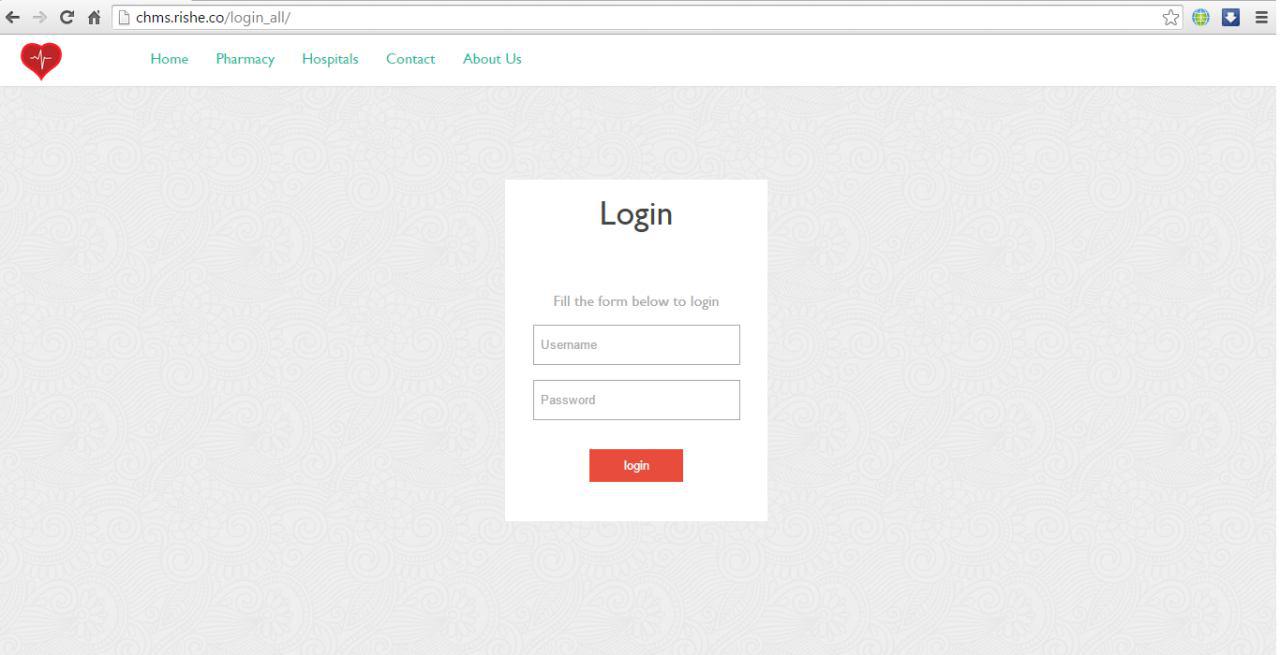 chms.rishe.co/login_all/
Home Pharmacy Hospitals Contact About Us
Login
Fill the form below to login
Username
Password
login